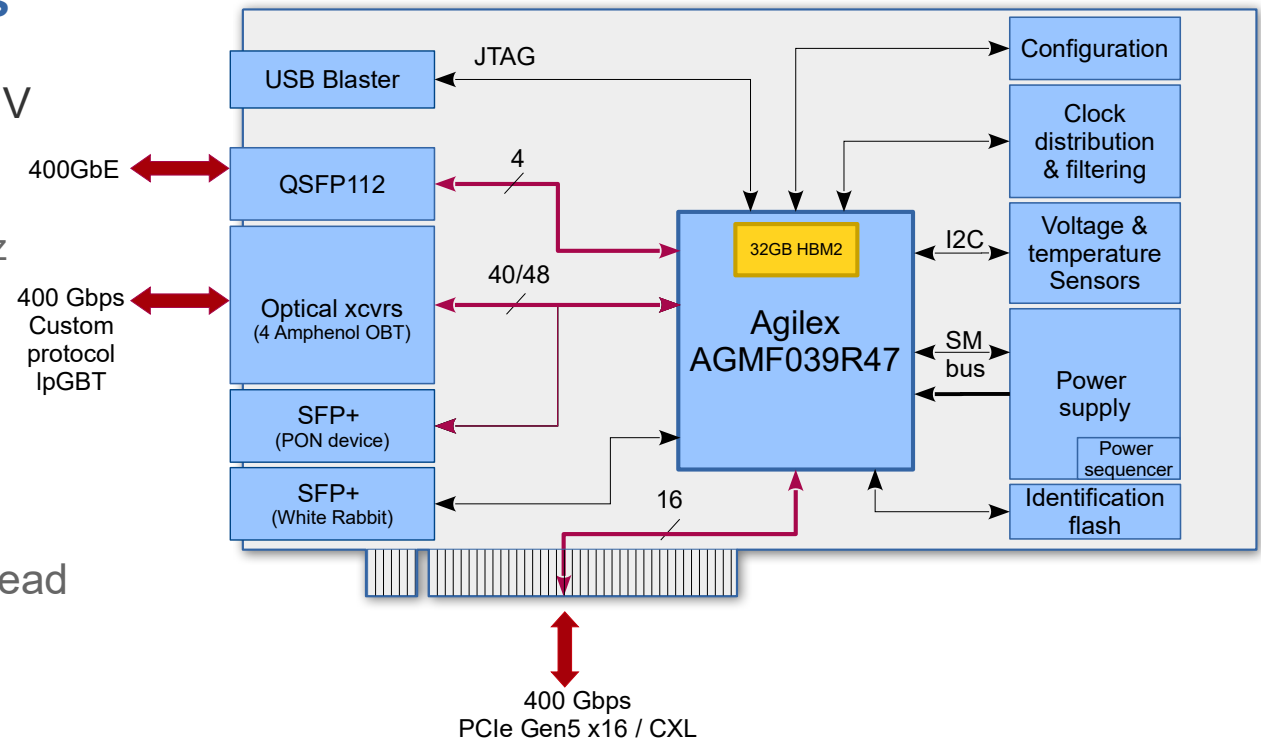 s
V
z
ead
USB Blaster
JTAG
400GbE
QSFP112
4
400 Gbps
Custom
protocol
lpGBT
Optical xcvrs
(4 Amphenol OBT)
40/48
SFP+
(PON device)
SFP+
(White Rabbit)
32GB HBM2
Agilex
AGMF039R47
16
Configuration
Clock
distribution
& filtering
I2C
Voltage &
temperature
Sensors
SM
bus
Power
supply
Power
sequencer
Identification
flash
400 Gbps
PCIe Gen5 x16 / CXL